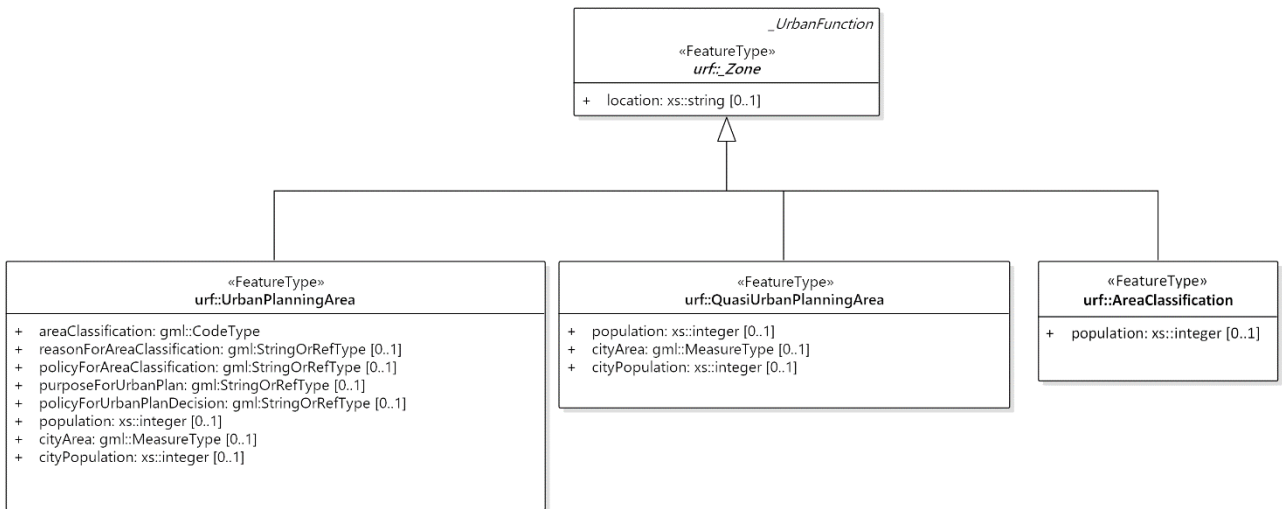 _UrbanFunction
«FeatureType»
urf::_Zone
+ location: xs::string [0..1]
«FeatureType»
urf::UrbanPlanningArea
+ areaClassification: gml::CodeType
+ reasonForAreaClassification: gml:StringOrRefType [0..1]
+ policyForAreaClassification: gml:StringOrRefType [0..1]
+ purposeForUrbanPlan: gml:StringOrRefType [0..1]
+ policyForUrbanPlanDecision: gml:StringOrRefType [0..1]
+ population: xs::integer [0..1]
+ cityArea: gml::MeasureType [0..1]
+ cityPopulation: xs::integer [0..1]
«FeatureType»
urf::QuasiUrbanPlanningArea
+ population: xs::integer [0..1]
+ cityArea: gml::MeasureType [0..1]
+ cityPopulation: xs::integer [0..1]
«FeatureType»
urf::AreaClassification
+ population: xs::integer [0..1]